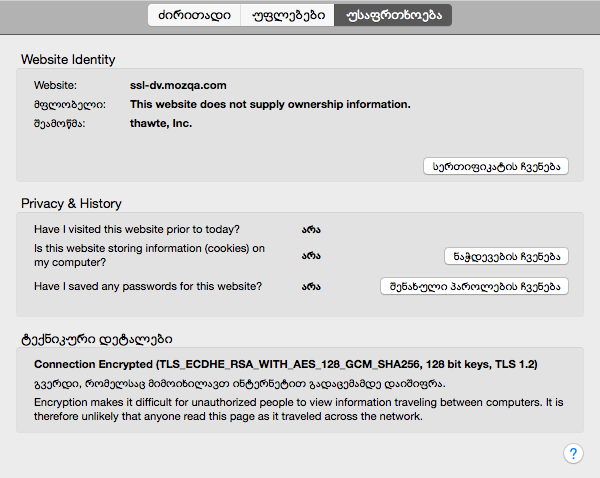 ძირითადი უფლებები უსაფრთხოება
Website Identity
Website: ssl-dv.mozqa.com
მფლობელი: This website does not supply ownership information.
შეამოწმა: thawte, Inc.
სერთიფიკატის ჩვენება
Privacy & History
Have I visited this website prior to today? არა
Is this website storing information (cookies) on
my computer? არა ნაჭდევების ჩვენება
Have I saved any passwords for this website? არა შენახული პაროლების ჩვენება
ტექნიკური დეტალები
Connection Encrypted (TLS_ECDHE_RSA_WITH_AES_128_GCM_SHA256, 128 bit keys, TLS 1.2)
გვერდი, რომელსაც მიმოიხილავთ ინტერნეტით გადაცემამდე დაიშიფრა.
Encryption makes it difficult for unauthorized people to view information traveling between computers. It is
therefore unlikely that anyone read this page as it traveled across the network.
?